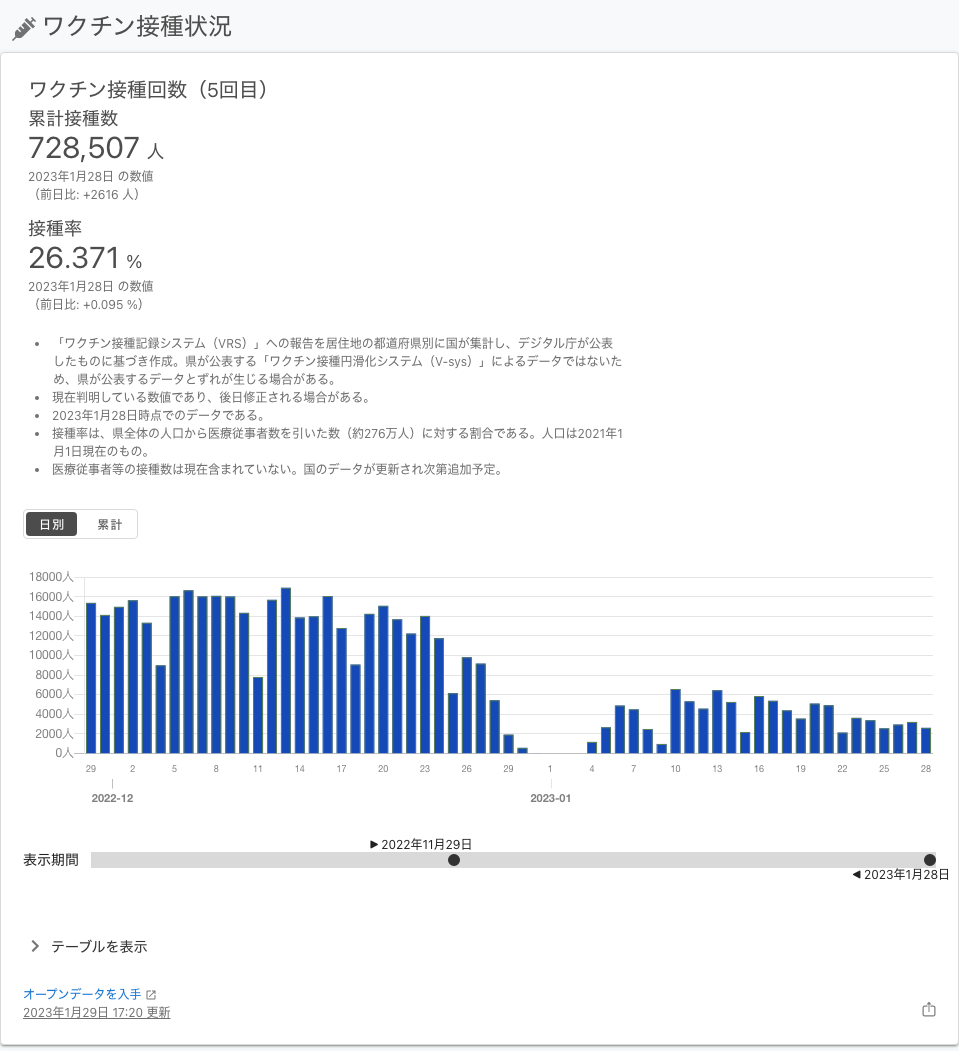 ワクチン接種状況
ワクチン接種回数（5回目）
累計接種数
728,507 人
2023年1月28日 の数値
（前日比: +2616 人）
接種率
26.371 %
2023年1月28日 の数値
（前日比: +0.095 %）
• 「ワクチン接種記録システム（VRS）」への報告を居住地の都道府県別に国が集計し、デジタル庁が公表
したものに基づき作成。県が公表する「ワクチン接種円滑化システム（V-sys）」によるデータではないた
め、県が公表するデータとずれが生じる場合がある。
• 現在判明している数値であり、後日修正される場合がある。
• 2023年1月28日時点でのデータである。
• 接種率は、県全体の人口から医療従事者数を引いた数（約276万人）に対する割合である。人口は2021年1
月1日現在のもの。
• 医療従事者等の接種数は現在含まれていない。国のデータが更新され次第追加予定。
日別 累計
18000人
16000人
14000人
12000人
10000人
8000人
6000人
4000人
2000人
0人
29 2 5 8 11 14 17 20 23 26 29 1 4 7 10 13 16 19 22 25 28
2022-12 2023-01
▶ 2022年11月29日
表示期間
◀ 2023年1月28日
テーブルを表示
オープンデータを入手
2023年1月29日 17:20 更新